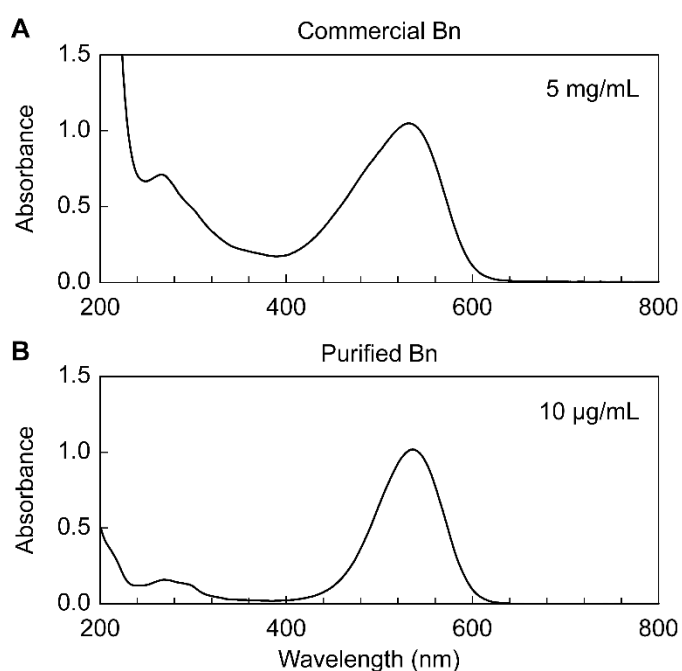 A
Commercial Bn
5 mg/mL
Absorbance
1.5
1.0
0.5
0.0
200 400 600 800
B
Purified Bn
10 µg/mL
Absorbance
1.5
1.0
0.5
0.0
200 400 600 800
Wavelength (nm)